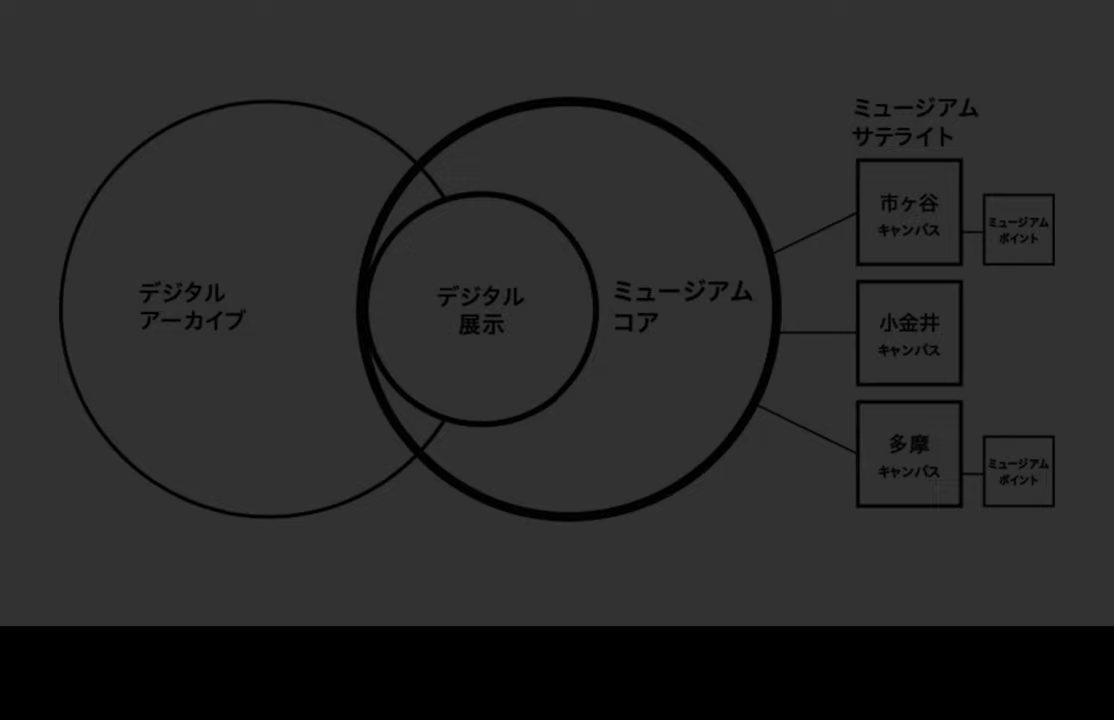 デジタル
アーカイブ
デジタル
展示
ミュージアム
コア
ミュージアム
サテライト
市ヶ谷
キャンパス
ミュージアム
ポイント
小金井
キャンパス
多摩
キャンパス
ミュージアム
ポイント